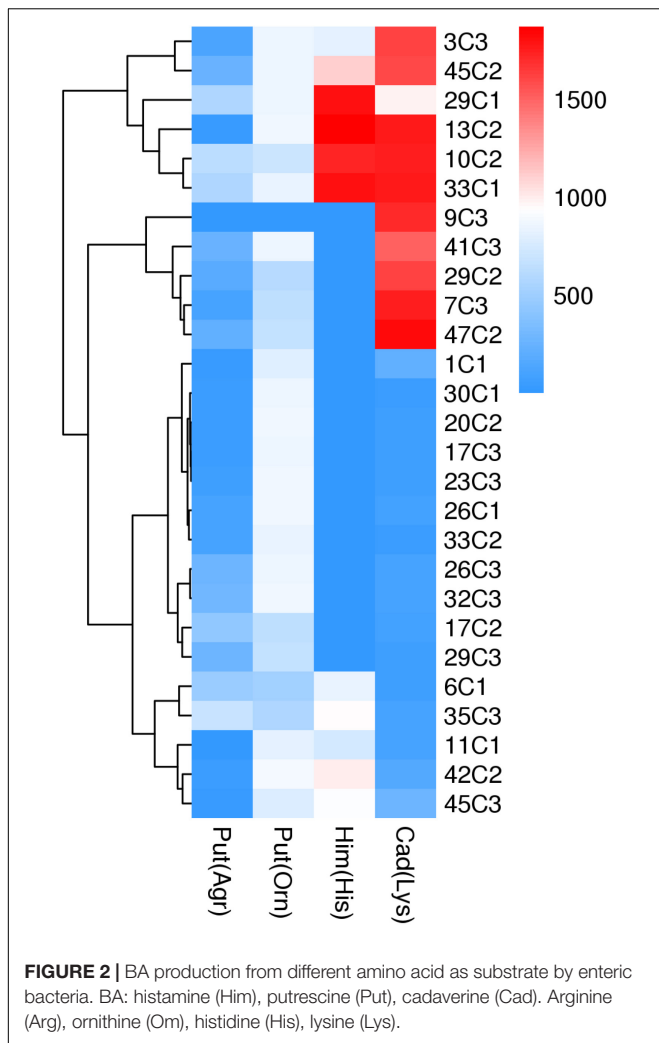 3C3
45C2
29C1
13C2
10C2
33C1
9C3
41C3
29C2
7C3
47C2
1C1
30C1
20C2
17C3
23C3
26C1
33C2
26C3
32C3
17C2
29C3
6C1
35C3
11C1
42C2
45C3
1500
1000
500
Put(Agr)
Put(Orn)
Him(His)
Cad(Lys)
FIGURE 2 | BA production from different amino acid as substrate by enteric
bacteria. BA: histamine (Him), putrescine (Put), cadaverine (Cad). Arginine
(Arg), ornithine (Om), histidine (His), lysine (Lys).